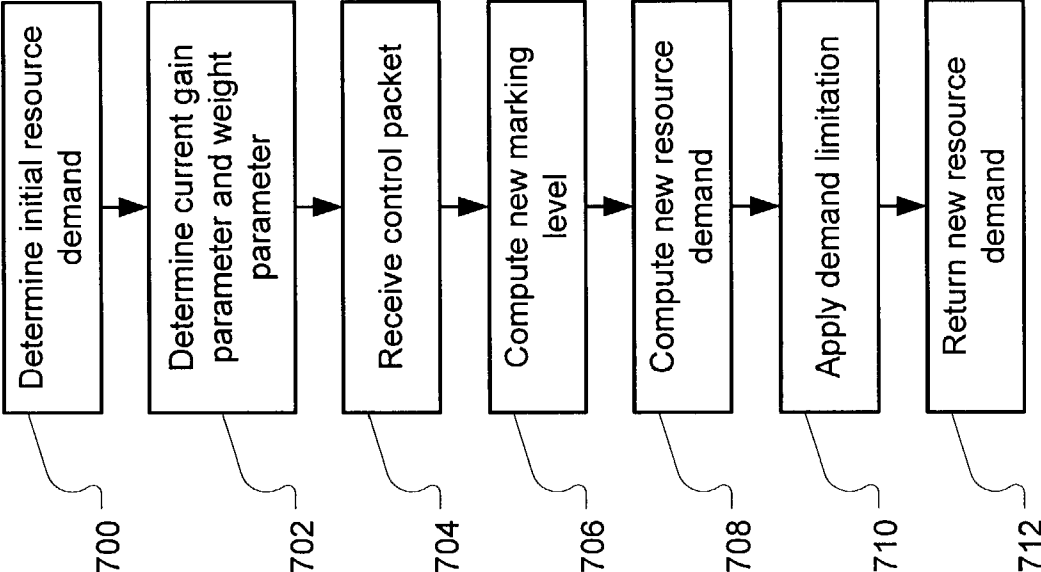 Determine initial resource
demand
700
Determine current gain
parameter and weight
parameter
702
Receive control packet
704
Compute new marking
level
706
Compute new resource
demand
708
Apply demand limitation
710
Return new resource
demand
712